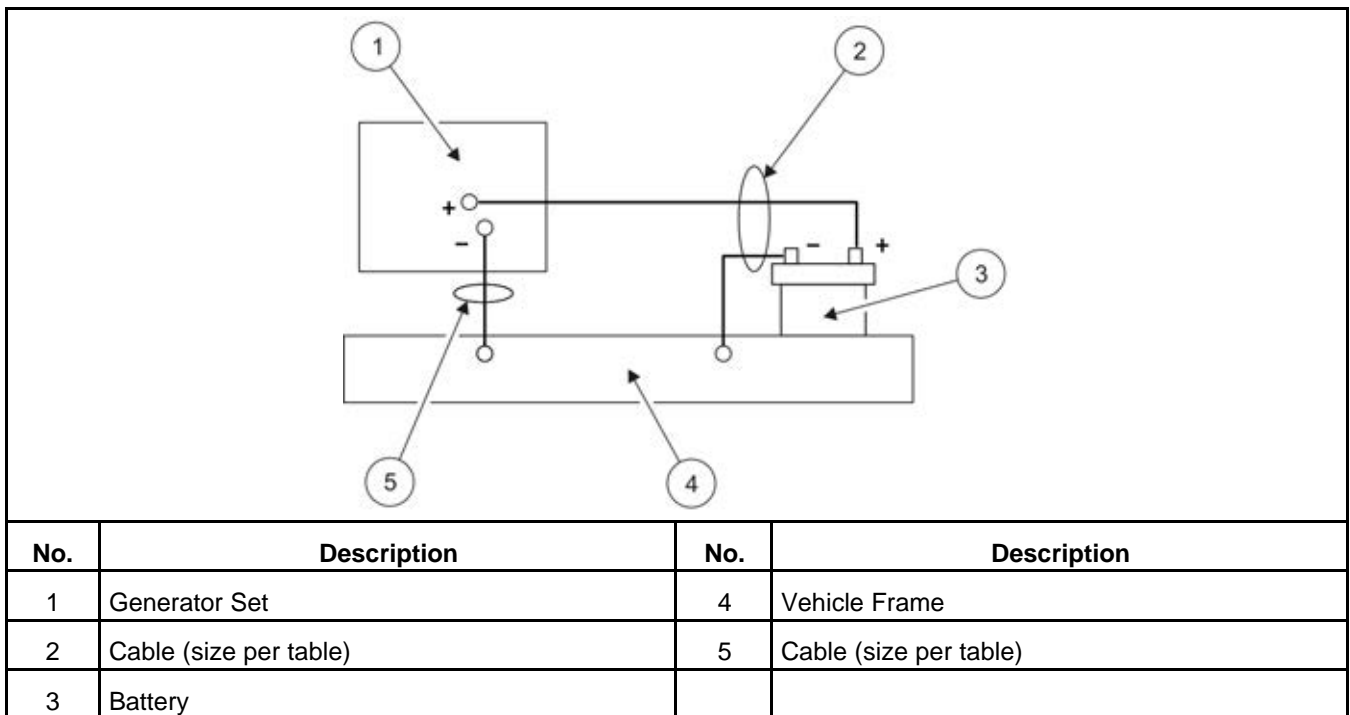 1
2
+
–
– +
3
5
4
No. Description No. Description
1 Generator Set 4 Vehicle Frame
2 Cable (size per table) 5 Cable (size per table)
3 Battery